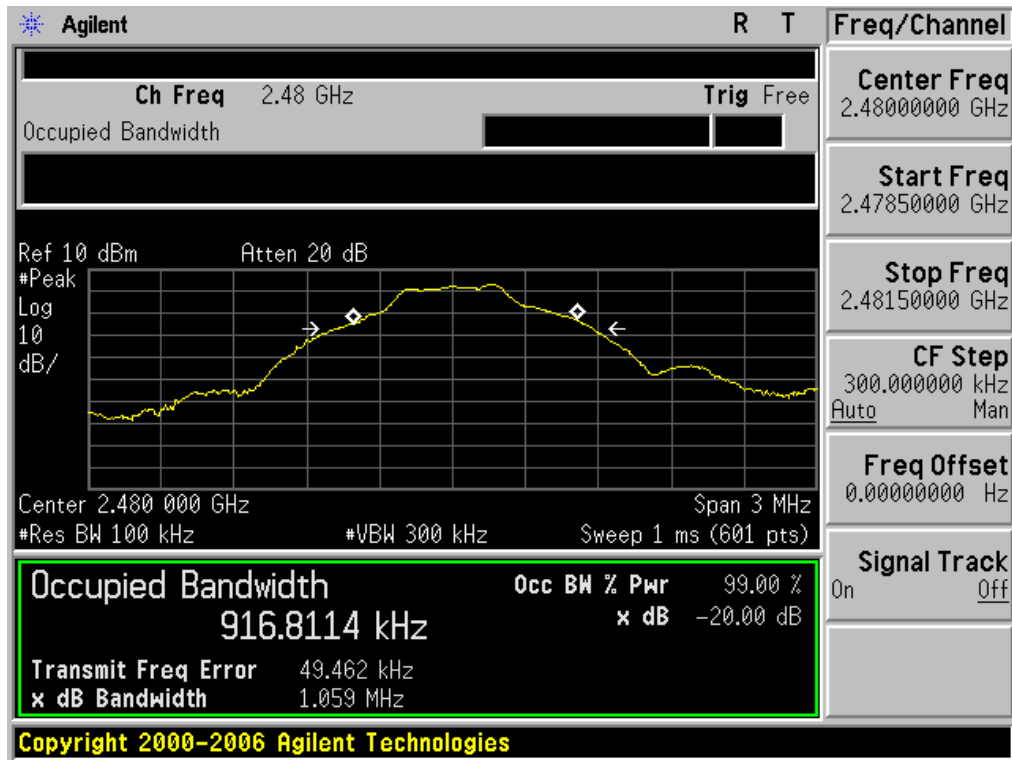 Agilent R T
Freq/Channel
Ch Freq 2.48 GHz Trig Free
Occupied Bandwidth
Center Freq
2.48000000 GHz
Start Freq
2.47850000 GHz
Stop Freq
2.48150000 GHz
CF Step
300.000000 kHz
Auto Man
Freq Offset
0.00000000 Hz
Signal Track
On Off
Ref 10 dBm Atten 20 dB
#Peak
Log
10
dB/
Center 2.480 000 GHz Span 3 MHz
#Res BW 100 kHz #VBW 300 kHz Sweep 1 ms (601 pts)
Occupied Bandwidth
916.8114 kHz
Occ BW % Pwr 99.00 %
x dB -20.00 dB
Transmit Freq Error 49.462 kHz
x dB Bandwidth 1.059 MHz
Copyright 2000-2006 Agilent Technologies